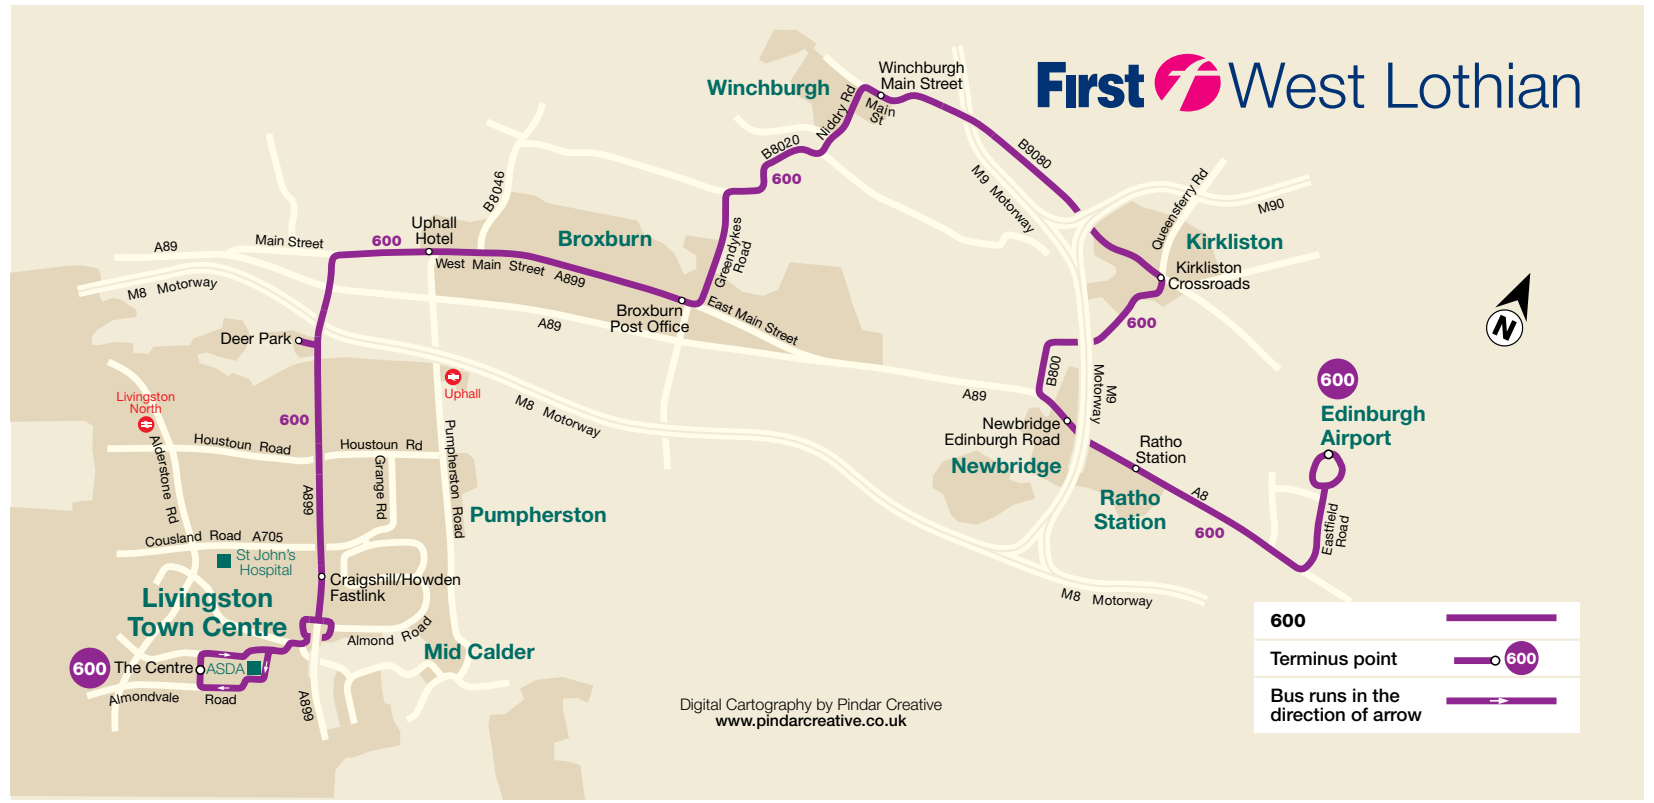 First West Lothian
Winchburgh
Winchburgh
Main Street
Niddry Rd
Main
St
B8020
600
B9080
M9 Motorway
Queensferry Rd
M90
Kirkliston
Kirkliston
Crossroads
600
B8046
Uphall
Hotel
A89
Main Street
600
Broxburn
West Main Street
A899
Greendykes
Road
M8 Motorway
Broxburn
Post Office
East Main Street
A89
Deer Park
N
B800
M9
Motorway
600
Edinburgh
Airport
Livingston
North
Uphall
A89
M8 Motorway
600
Newbridge
Edinburgh Road
Newbridge
Ratho
Station
Houstoun Road
Houstoun Rd
Alderstone Rd
Grange Rd
Pumpherston Road
A899
Pumpherston
Ratho
Station
A8
600
Eastfield
Road
Cousland Road A705
St John's
Hospital
Craigshill/Howden
Fastlink
Livingston
Town Centre
M8 Motorway
Almond Road
Mid Calder
600
The Centre
ASDA
Almondvale Road
A899
Digital Cartography by Pindar Creative
www.pindarcreative.co.uk
600
Terminus point
600
Bus runs in the
direction of arrow